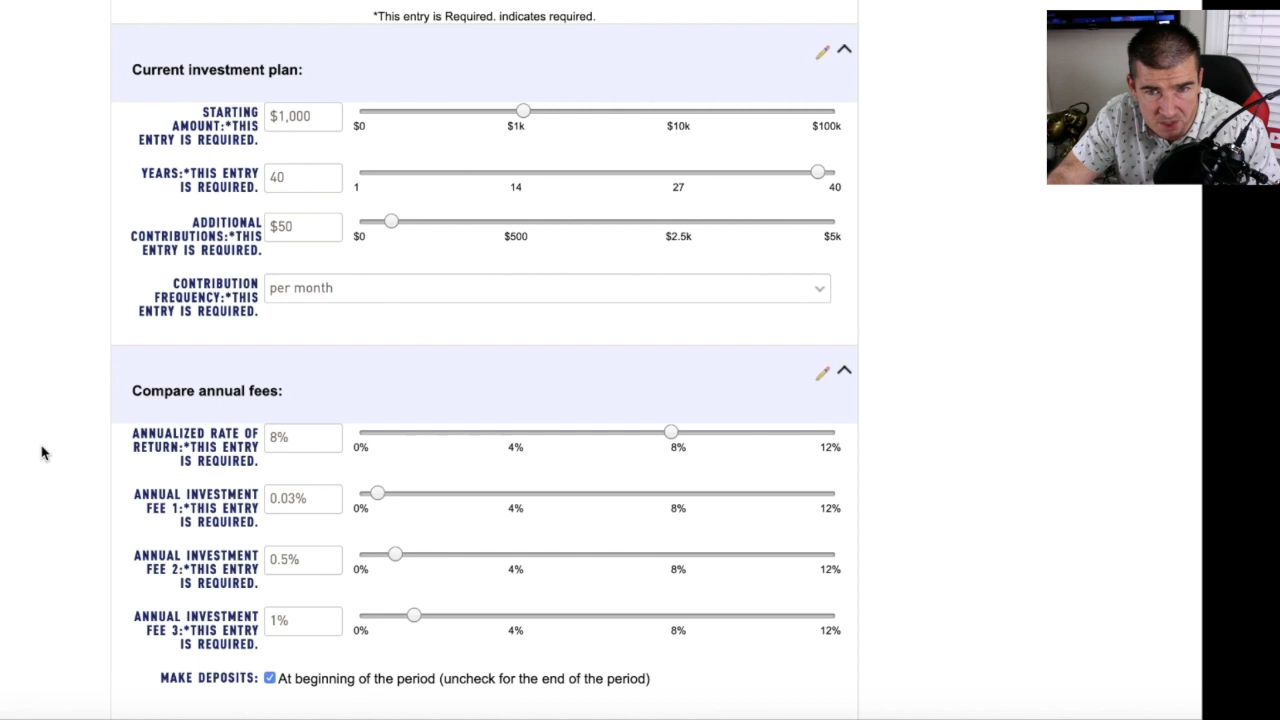 *This entry is Required. indicates required.
Current investment plan:
STARTING
AMOUNT:*THIS
ENTRY IS REQUIRED.
$1,000
$0 $1k $10k $100k
YEARS:*THIS ENTRY
IS REQUIRED.
40
1 14 27 40
ADDITIONAL
CONTRIBUTIONS:*THIS
ENTRY IS REQUIRED.
$50
$0 $500 $2.5k $5k
CONTRIBUTION
FREQUENCY:*THIS
ENTRY IS REQUIRED.
per month
Compare annual fees:
ANNUALIZED RATE OF
RETURN:*THIS ENTRY
IS REQUIRED.
8%
0% 4% 8% 12%
ANNUAL INVESTMENT
FEE 1:*THIS ENTRY
IS REQUIRED.
0.03%
0% 4% 8% 12%
ANNUAL INVESTMENT
FEE 2:*THIS ENTRY
IS REQUIRED.
0.5%
0% 4% 8% 12%
ANNUAL INVESTMENT
FEE 3:*THIS ENTRY
IS REQUIRED.
1%
0% 4% 8% 12%
MAKE DEPOSITS: At beginning of the period (uncheck for the end of the period)